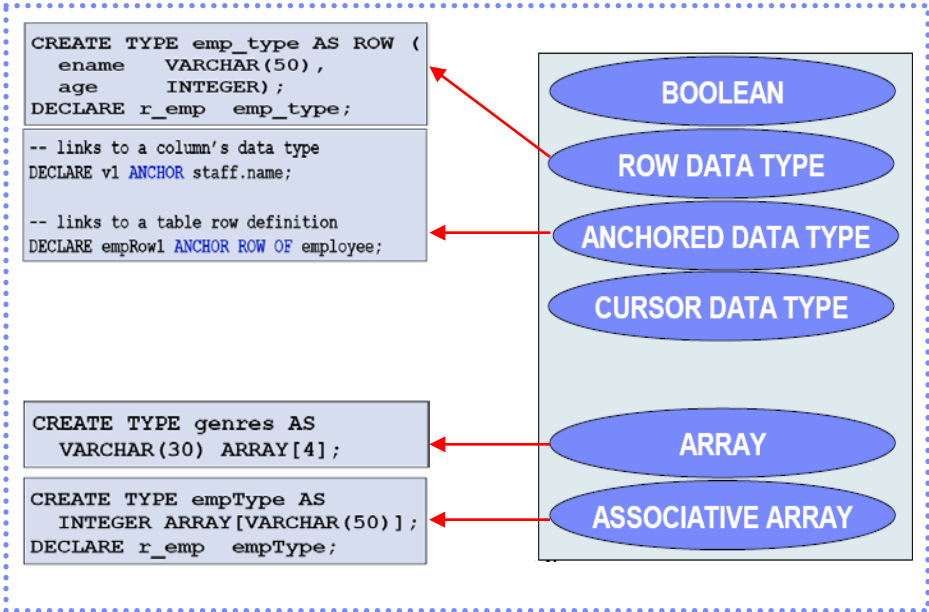 CREATE TYPE emp_type AS ROW (
ename VARCHAR(50),
age INTEGER);
DECLARE r_emp emp_type;
-- links to a column's data type
DECLARE v1 ANCHOR staff.name;
-- links to a table row definition
DECLARE empRow1 ANCHOR ROW OF employee;
CREATE TYPE genres AS
VARCHAR(30) ARRAY[4];
CREATE TYPE empType AS
INTEGER ARRAY[VARCHAR(50)];
DECLARE r_emp empType;
BOOLEAN
ROW DATA TYPE
ANCHORED DATA TYPE
CURSOR DATA TYPE
ARRAY
ASSOCIATIVE ARRAY